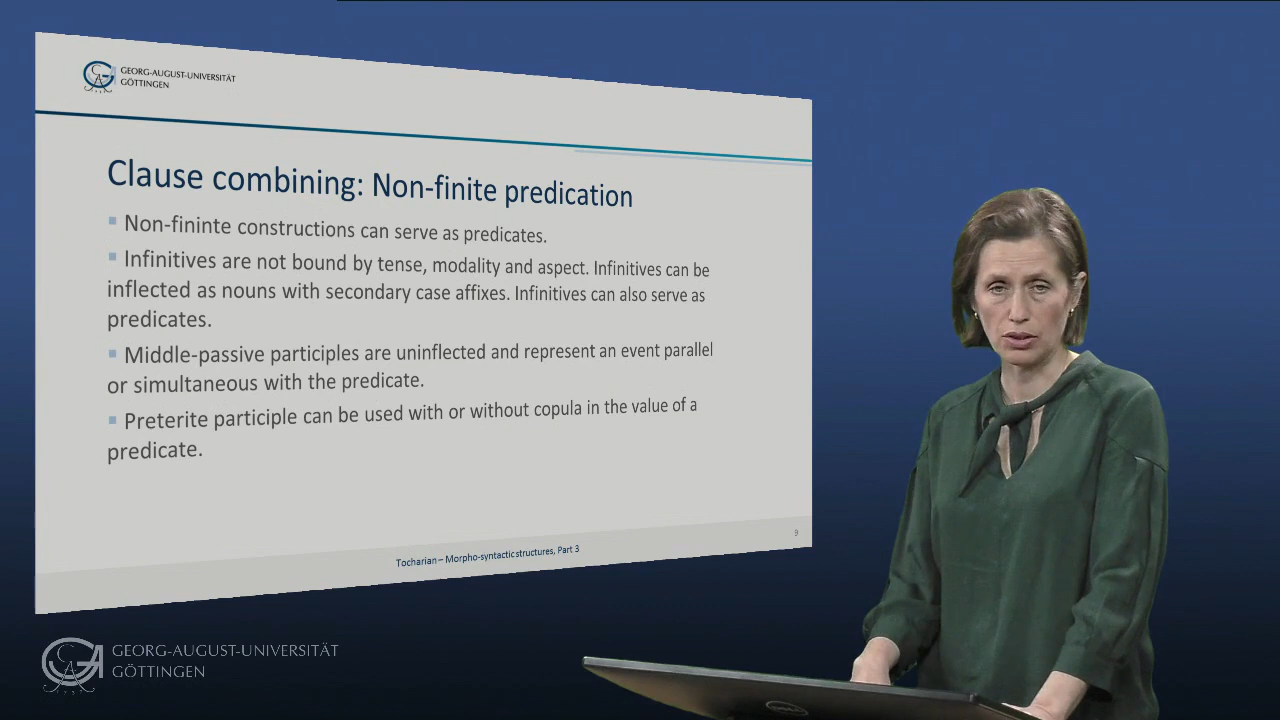 GEORG-AUGUST-UNIVERSITÄT
GÖTTINGEN
Clause combining: Non-finite predication
Non-fininte constructions can serve as predicates.
Infinitives are not bound by tense, modality and aspect. Infinitives can be
inflected as nouns with secondary case affixes. Infinitives can also serve as
predicates.
Middle-passive participles are uninflected and represent an event parallel
or simultaneous with the predicate.
Preterite participle can be used with or without copula in the value of a
predicate.
9
Tocharian – Morpho-syntactic structures, Part 3
GEORG-AUGUST-UNIVERSITÄT
GÖTTINGEN